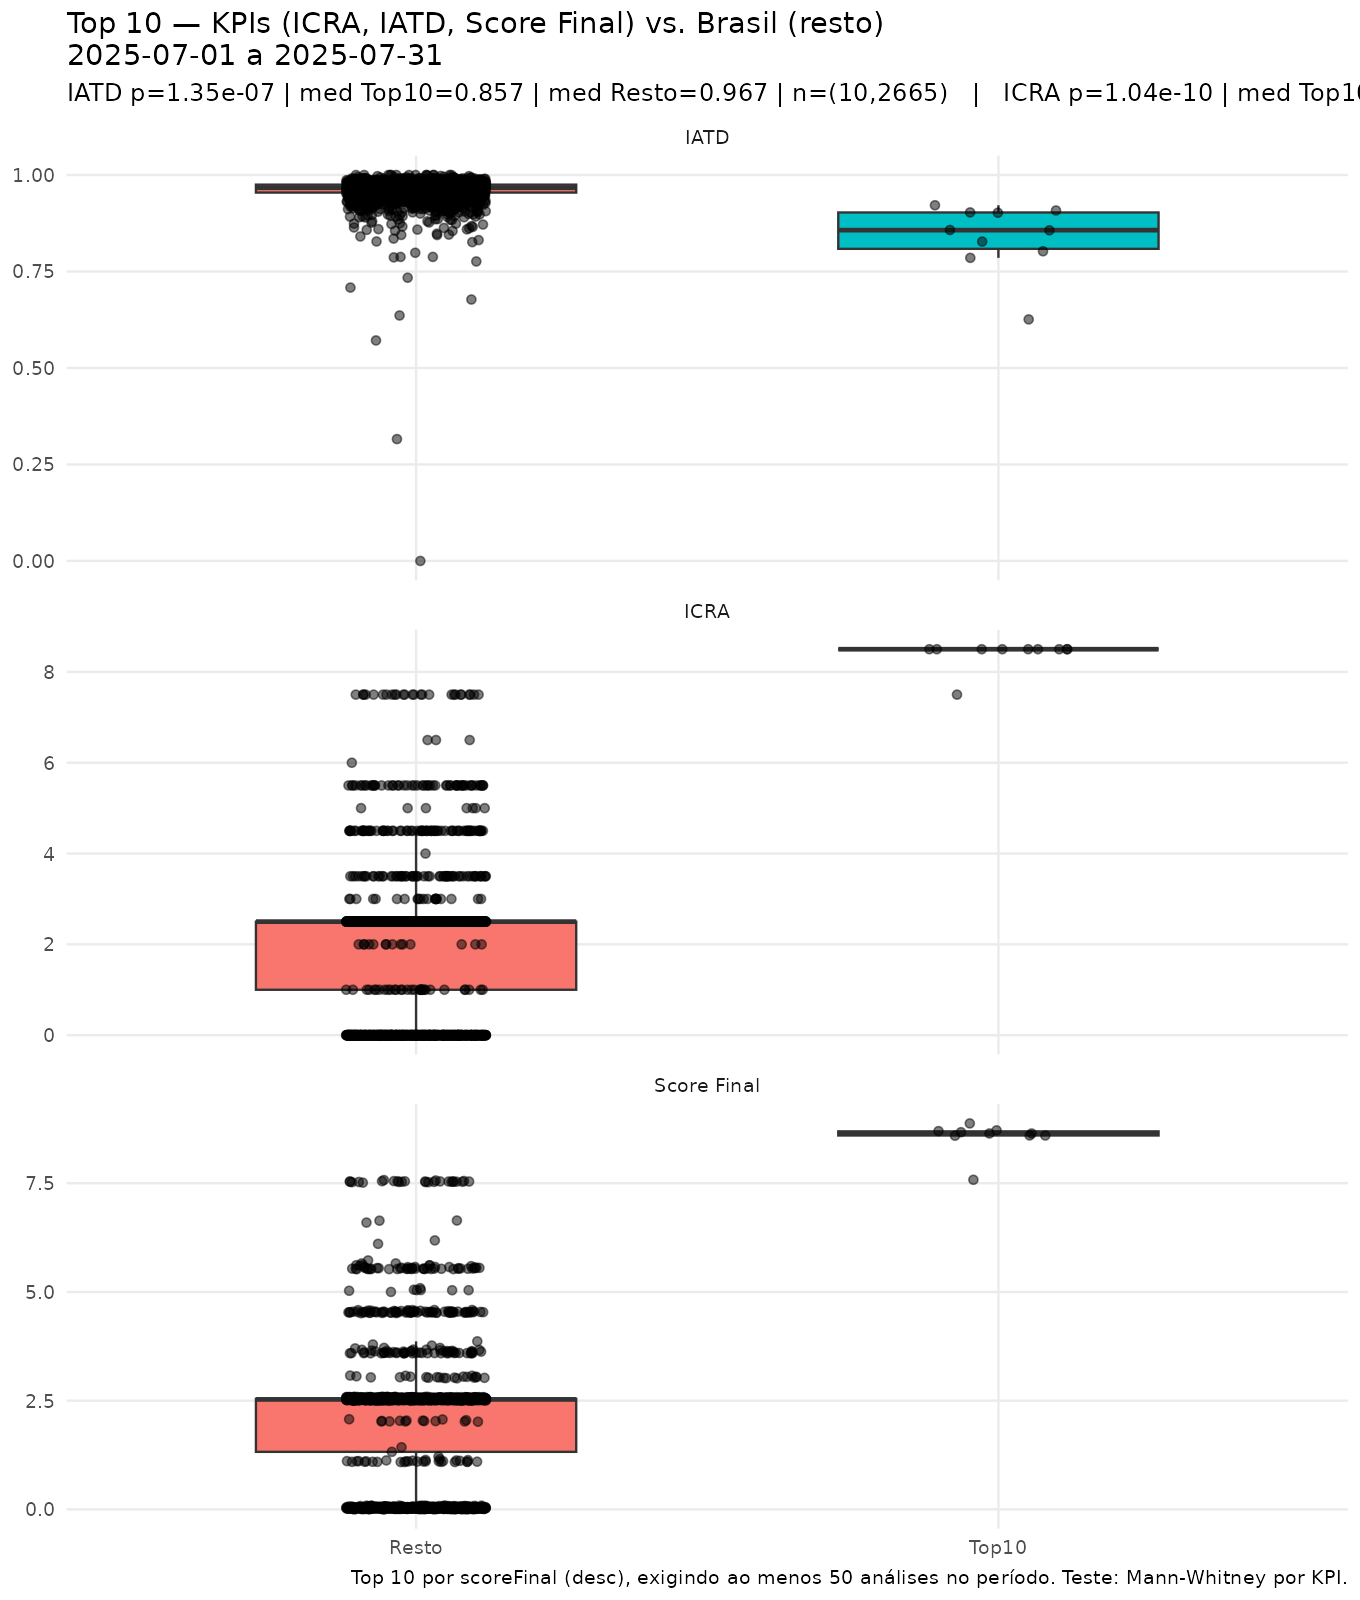 Top 10 — KPIs (ICRA, IATD, Score Final) vs. Brasil (resto)
2025-07-01 a 2025-07-31
IATD p=1.35e-07 | med Top10=0.857 | med Resto=0.967 | n=(10,2665) | ICRA p=1.04e-10 | med Top10
IATD
1.00
0.75
0.50
0.25
0.00
ICRA
8
6
4
2
0
Score Final
7.5
5.0
2.5
0.0
Resto Top10
Top 10 por scoreFinal (desc), exigindo ao menos 50 análises no período. Teste: Mann-Whitney por KPI.